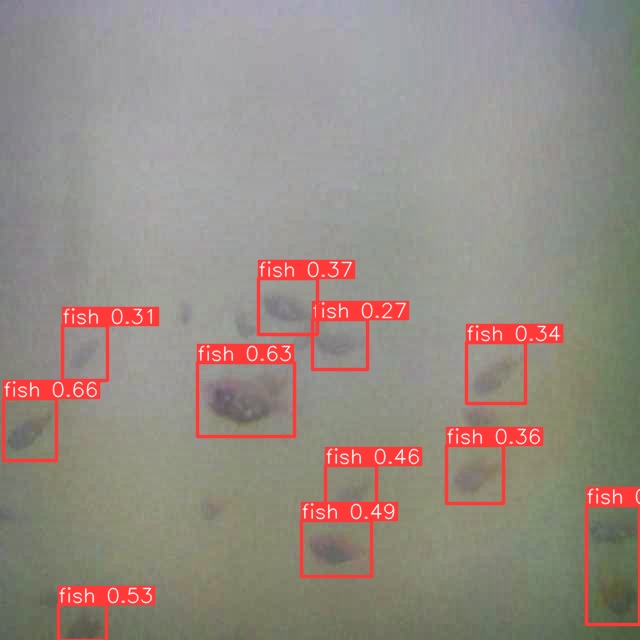 fish 0.37
fish 0.27
fish 0.31
fish 0.34
fish 0.63
fish 0.66
fish 0.36
fish 0.46
fish 0.49
fish
fish 0.53